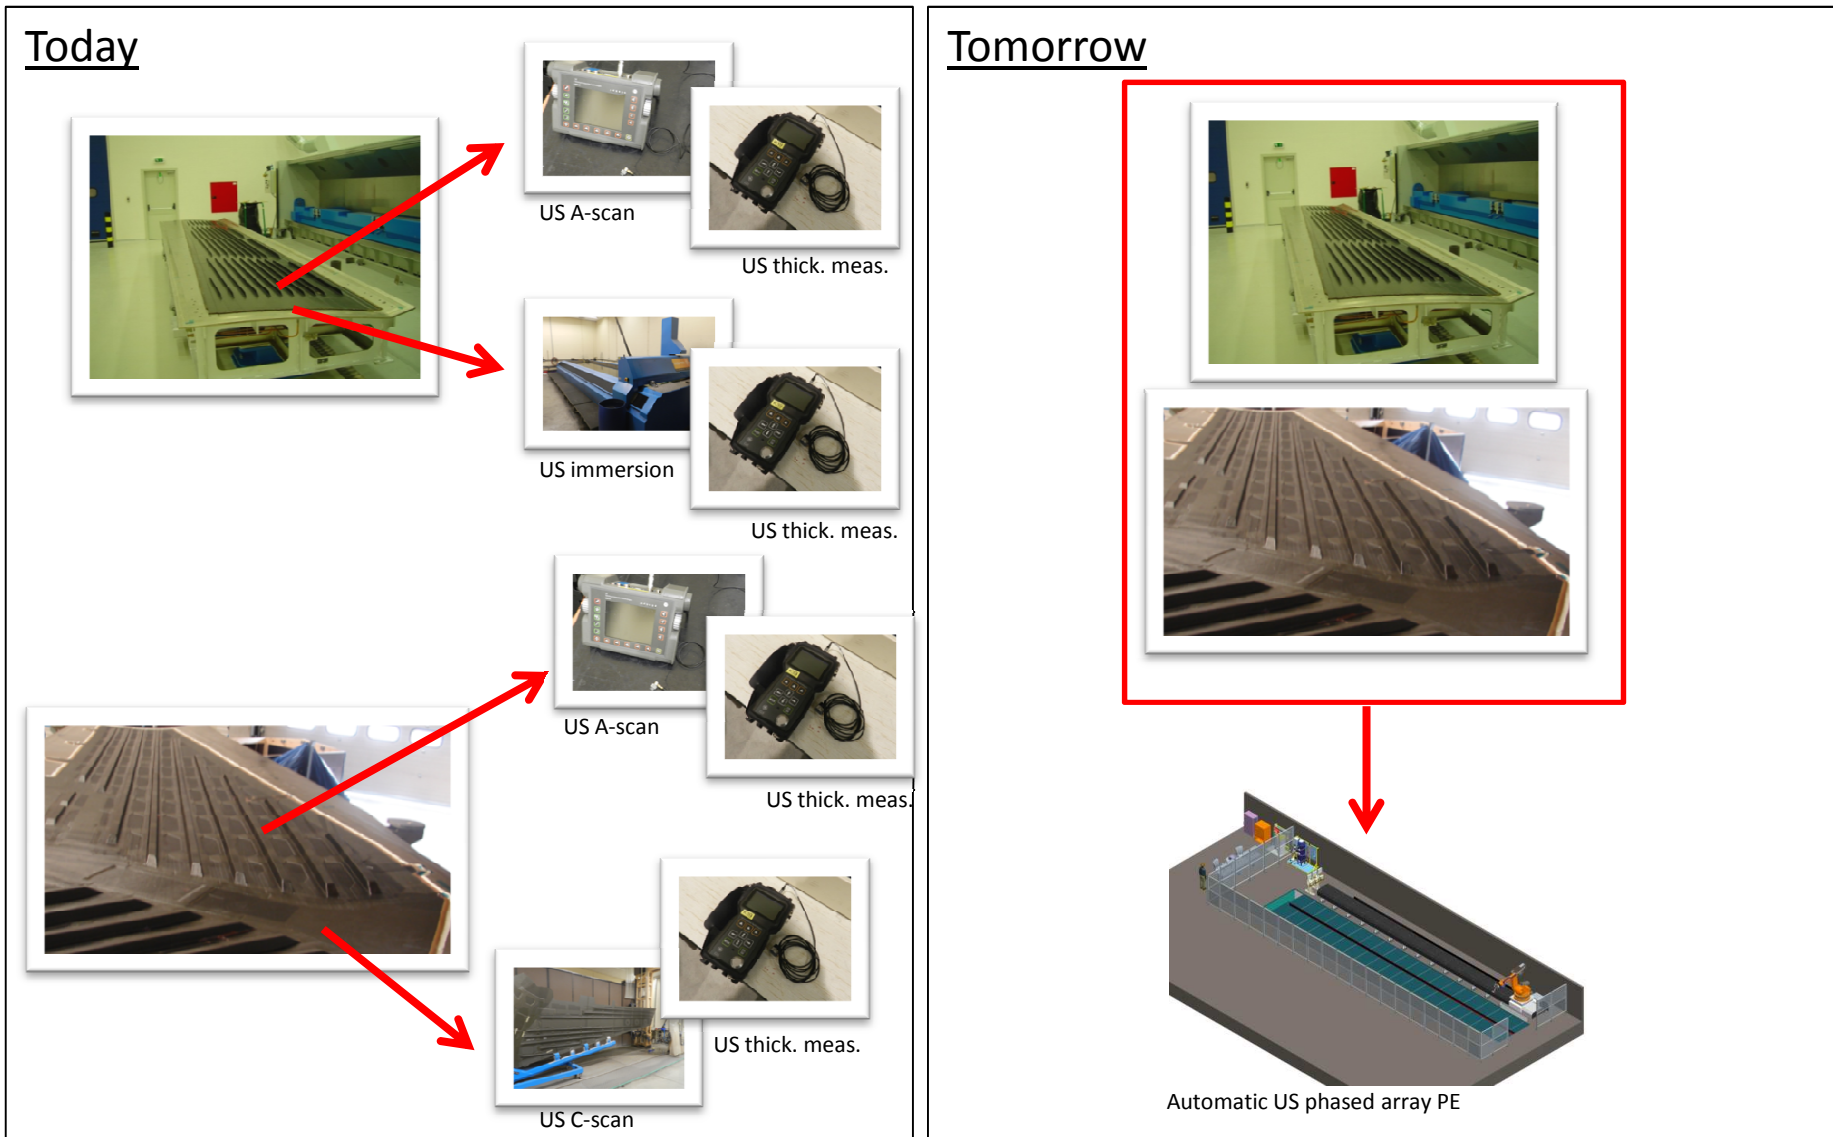 Today
US A-scan
US thick. meas.
US immersion
US thick. meas.
US A-scan
US thick. meas.
US thick. meas.
US C-scan
Tomorrow
Automatic US phased array PE